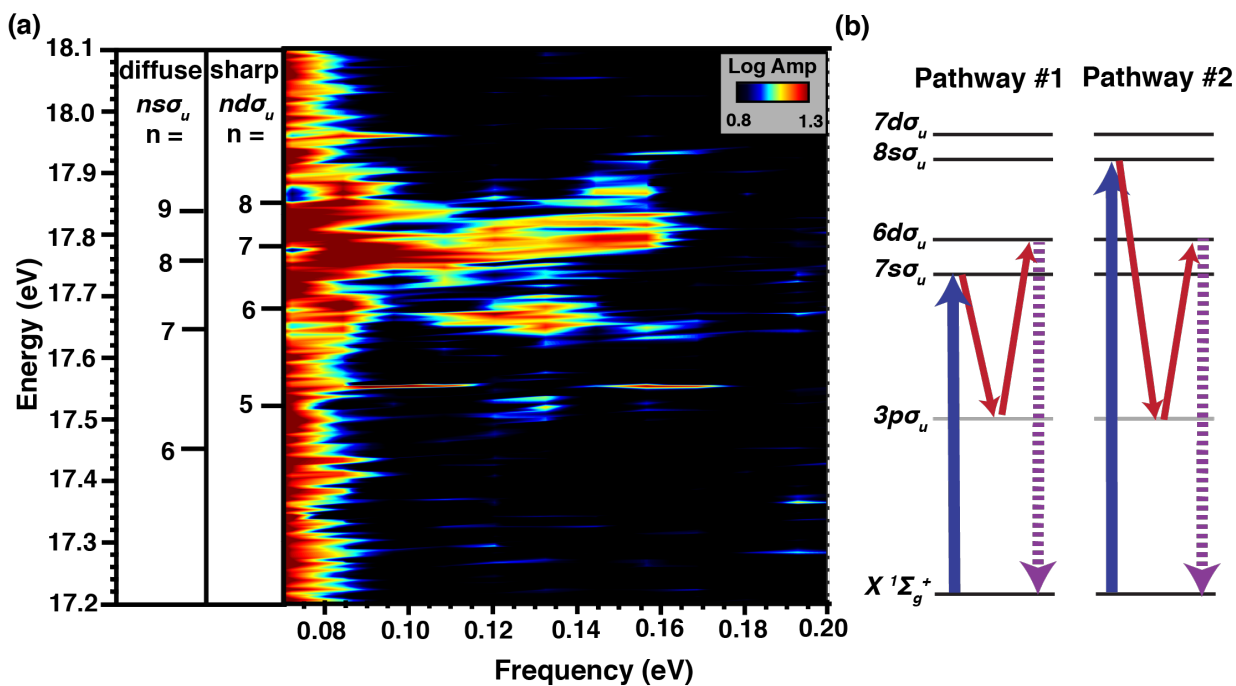 (a)
18.1
18.0
17.9
17.8
17.7
17.6
17.5
17.4
17.3
17.2
Energy (eV)
diffuse
nsσu
n =
9
8
7
6
sharp
ndσu
n =
8
7
6
5
Log Amp
0.8 1.3
0.08 0.10 0.12 0.14 0.16 0.18 0.20
Frequency (eV)
(b)
Pathway #1 Pathway #2
7dσu
8sσu
6dσu
7sσu
3pσu
X ¹Σg⁺